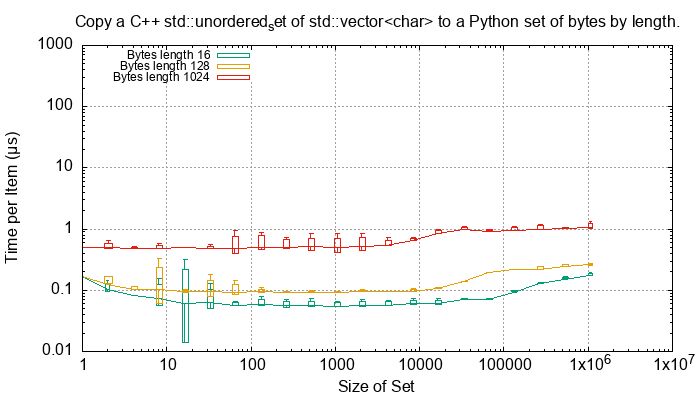 Copy a C++ std::unordered_set of std::vector<char> to a Python set of bytes by length.
Bytes length 16
Bytes length 128
Bytes length 1024
1000
100
10
1
0.1
0.01
Time per Item (µs)
1 10 100 1000 10000 100000 1x10^6 1x10^7
Size of Set